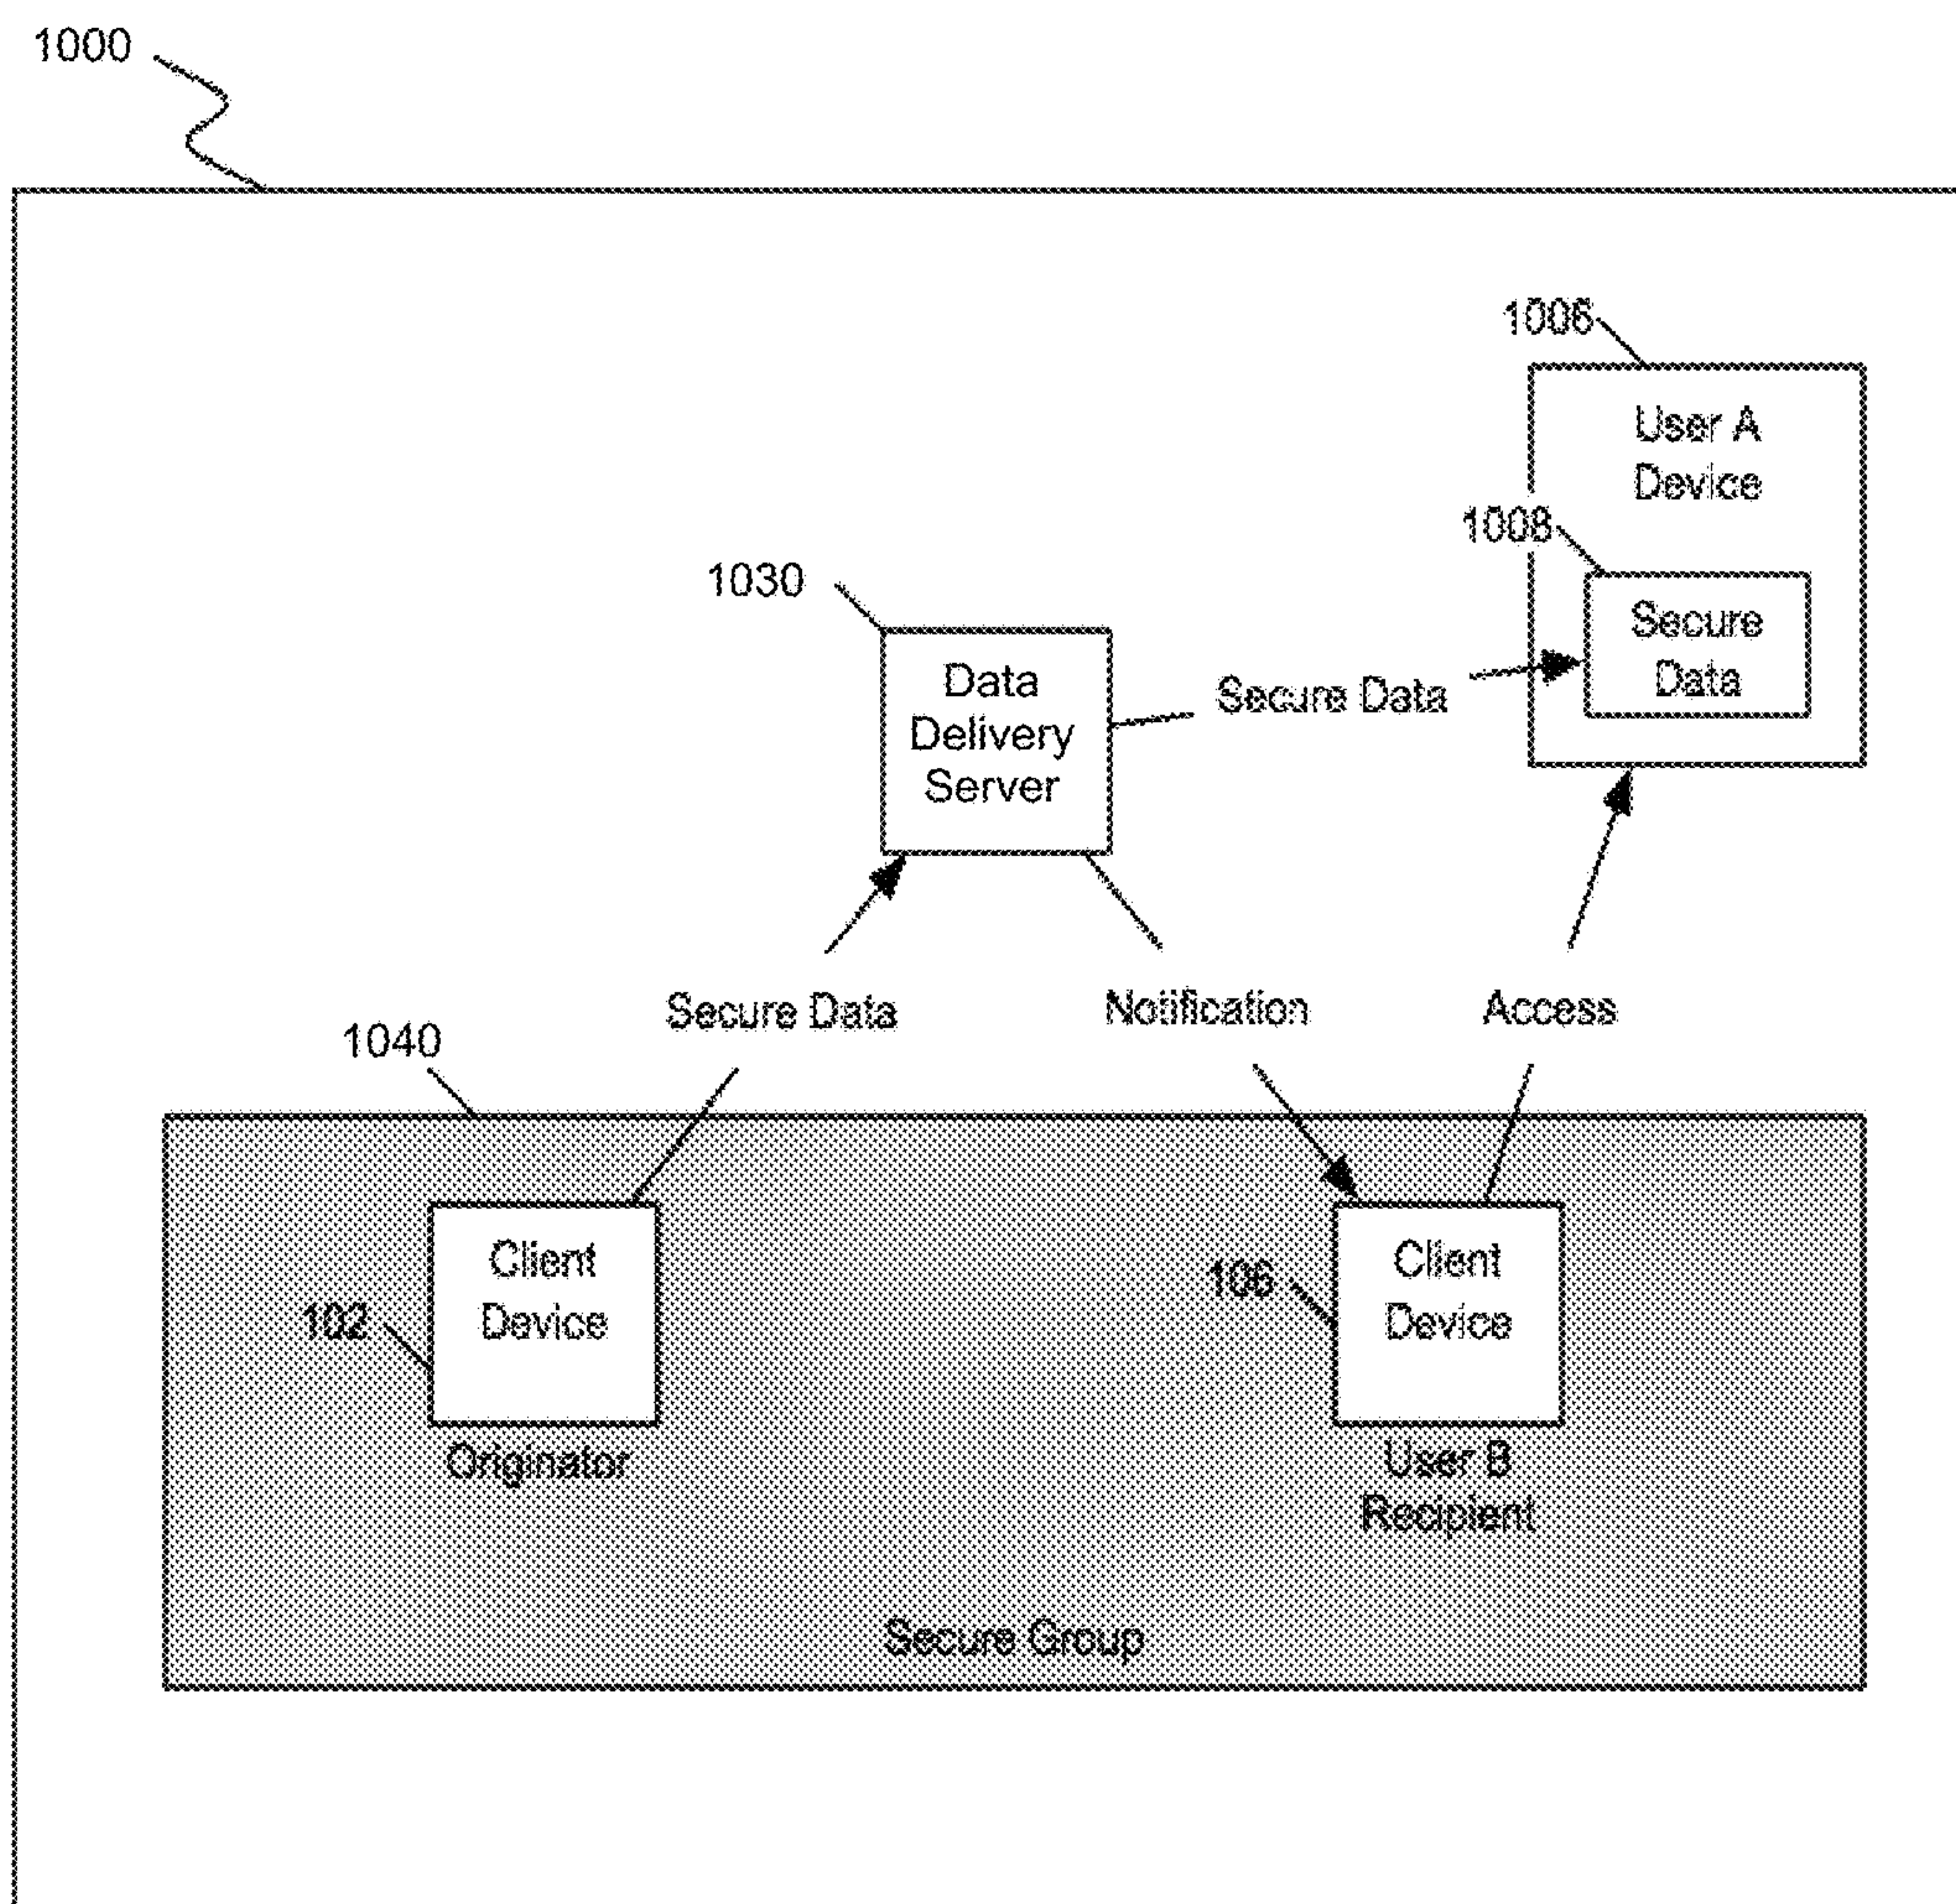 1000
1006
User A
Device
1008
Secure
Data
1030
Data
Delivery
Server
Secure Data
Secure Data
Notification
Access
1040
Client
Device
102
Originator
106
Client
Device
User B
Recipient
Secure Group